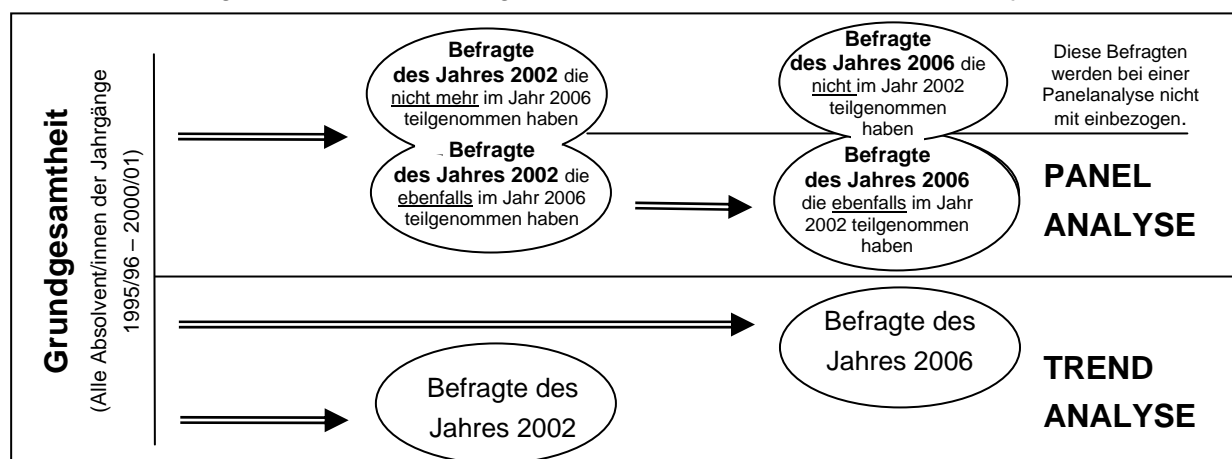 Grundgesamtheit
(Alle Absolvent/innen der Jahrgänge
1995/96 – 2000/01)
Befragte
des Jahres 2002 die
nicht mehr im Jahr 2006
teilgenommen haben
Befragte
des Jahres 2002 die
ebenfalls im Jahr 2006
teilgenommen haben
Befragte
des Jahres 2006 die
nicht im Jahr 2002
teilgenommen
haben
Befragte
des Jahres 2006
die ebenfalls im Jahr
2002 teilgenommen
haben
Diese Befragten
werden bei einer
Panelanalyse nicht
mit einbezogen.
PANEL
ANALYSE
Befragte des
Jahres 2006
Befragte des
Jahres 2002
TREND
ANALYSE